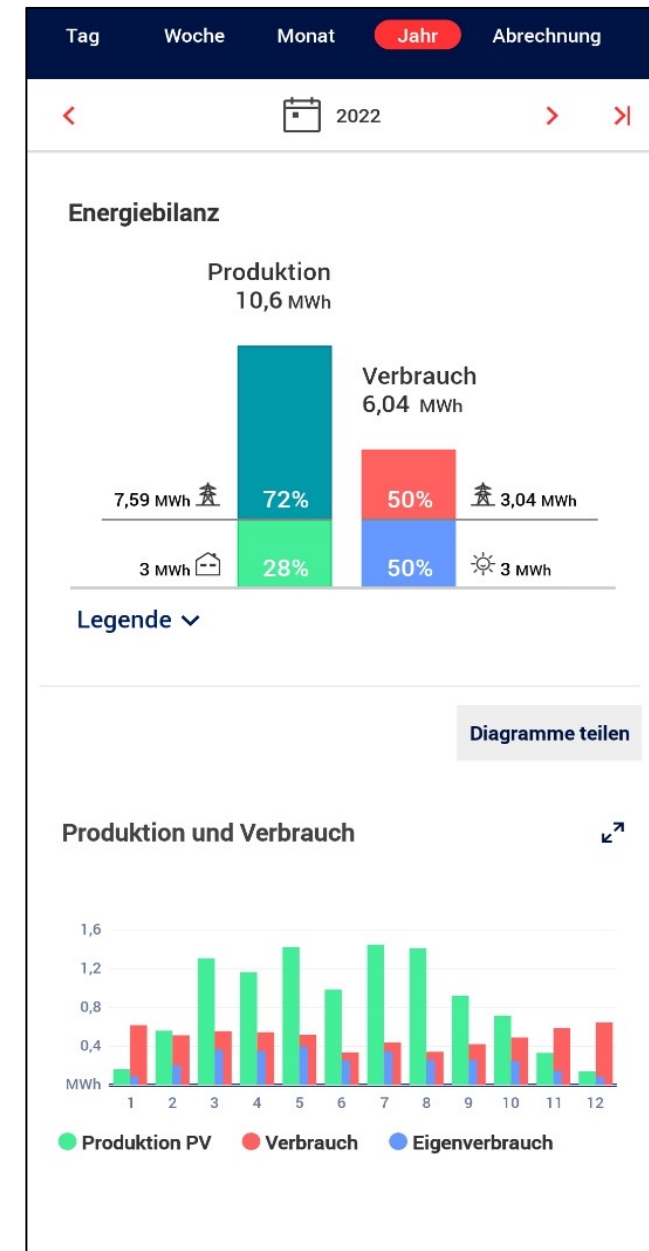 Tag Woche Monat Jahr Abrechnung
2022
Energiebilanz
Produktion
10,6 MWh
Verbrauch
6,04 MWh
7,59 MWh 72% 50% 3,04 MWh
3 MWh 28% 50% 3 MWh
Legende
Diagramme teilen
Produktion und Verbrauch
1,6
1,2
0,8
0,4
MWh
1 2 3 4 5 6 7 8 9 10 11 12
Produktion PV Verbrauch Eigenverbrauch